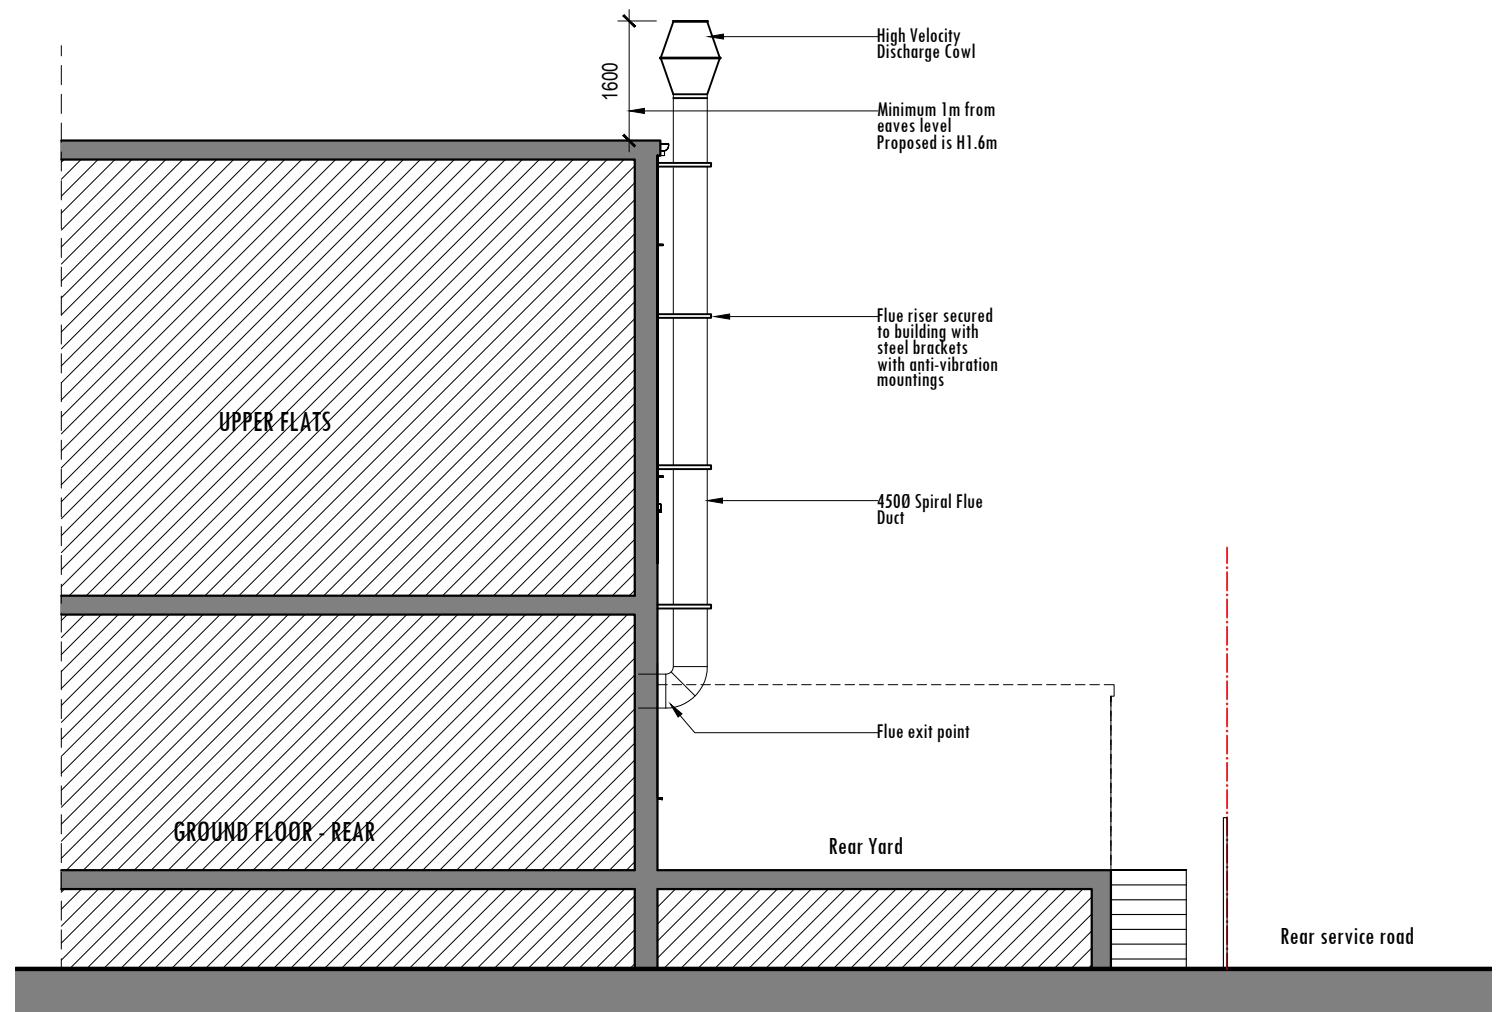 High Velocity
Discharge Cowl
1600
Minimum 1m from
eaves level
Proposed is H1.6m
Flue riser secured
to building with
steel brackets
with anti-vibration
mountings
UPPER FLATS
450Ø Spiral Flue
Duct
Flue exit point
GROUND FLOOR - REAR
Rear Yard
Rear service road